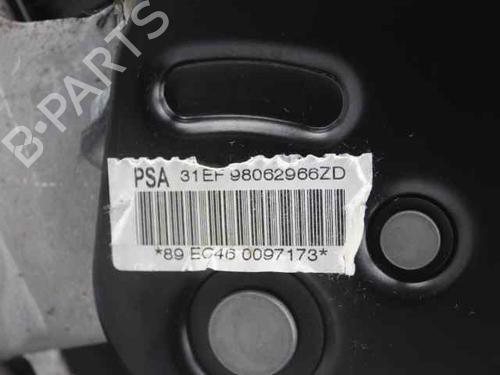 B-PARTS
PSA 31EF 98062966ZD
*89 EC46 0097173*